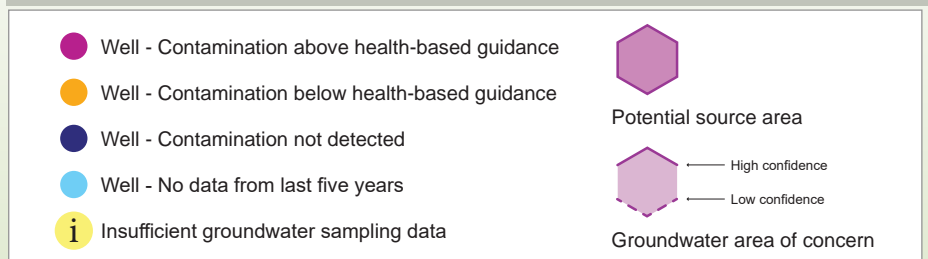 Well - Contamination above health-based guidance
Well - Contamination below health-based guidance
Well - Contamination not detected
Well - No data from last five years
i Insufficient groundwater sampling data
Potential source area
High confidence
Low confidence
Groundwater area of concern